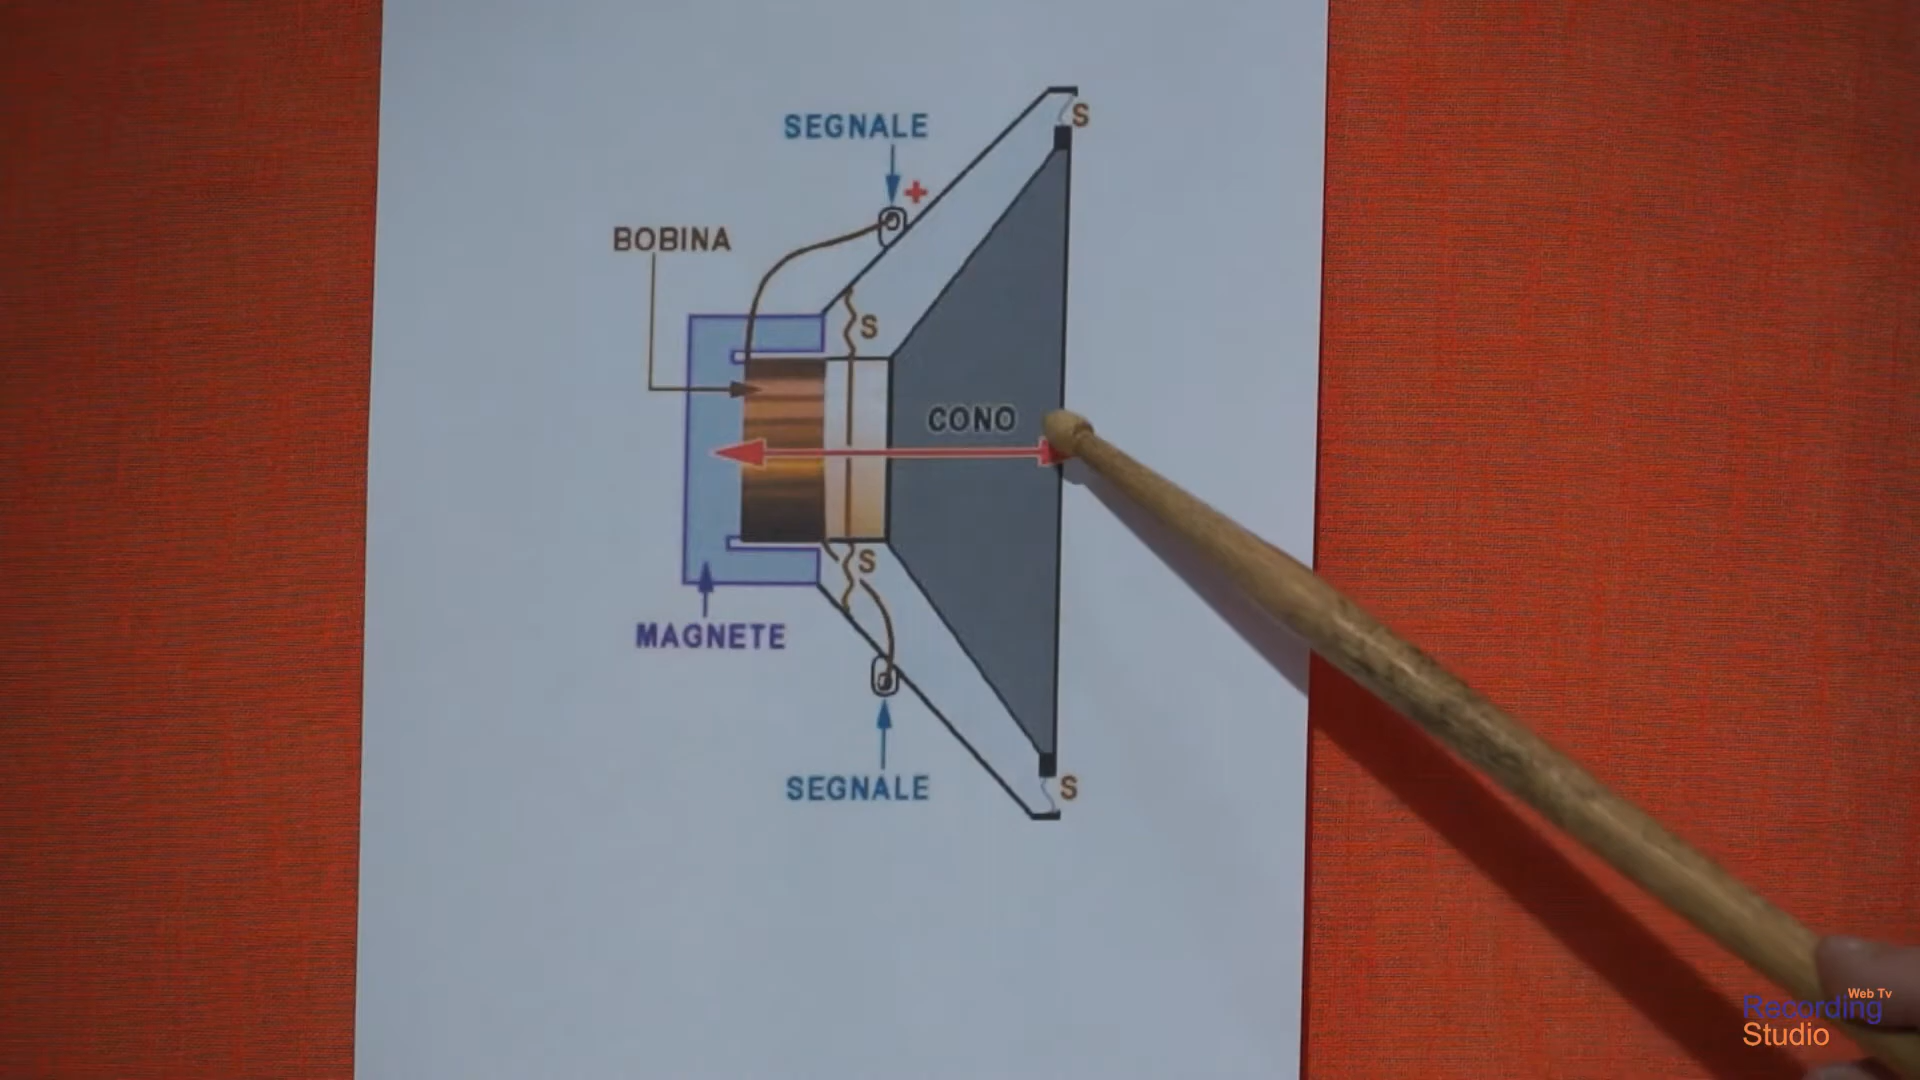 SEGNALE
+
S
BOBINA
S
CONO
S
MAGNETE
SEGNALE
S
Web Tv
Recording
Studio